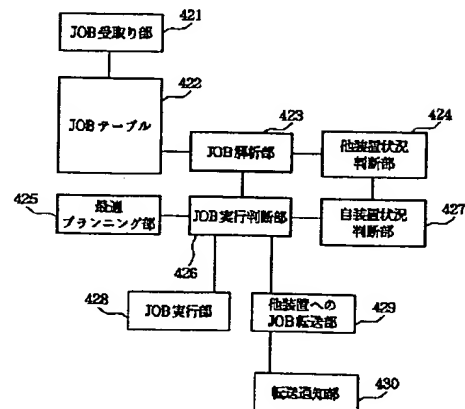 JOB受取り部
421
422
JOBテーブル
423
JOB解析部
424
他装置状況
判断部
425
最適
プランニング部
JOB実行判断部
426
自装置状況
判断部
427
428
JOB実行部
他装置への
JOB転送部
429
転送通知部
430